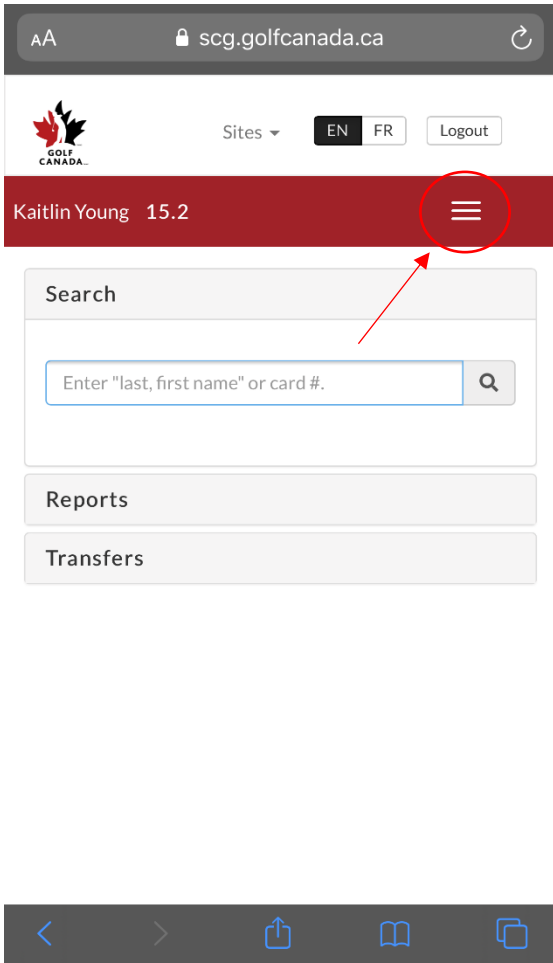 AA scg.golfcanada.ca
Sites EN FR Logout
GOLF
CANADA
Kaitlin Young 15.2
Search
Enter "last, first name" or card #.
Reports
Transfers